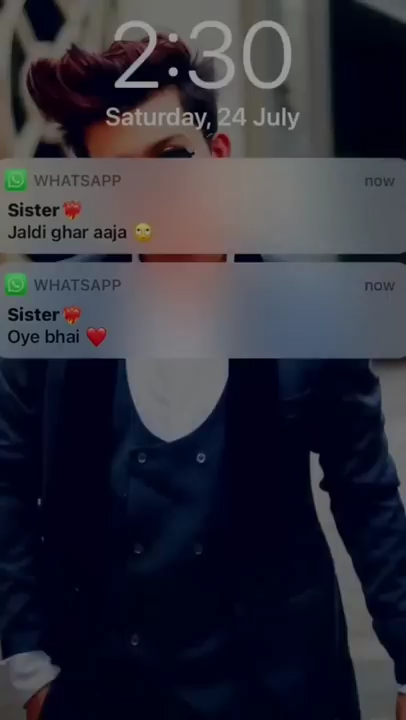 2:30
Saturday, 24 July
WHATSAPP now
Sister💝
Jaldi ghar aaja 🙄
WHATSAPP now
Sister💝
Oye bhai ❤️